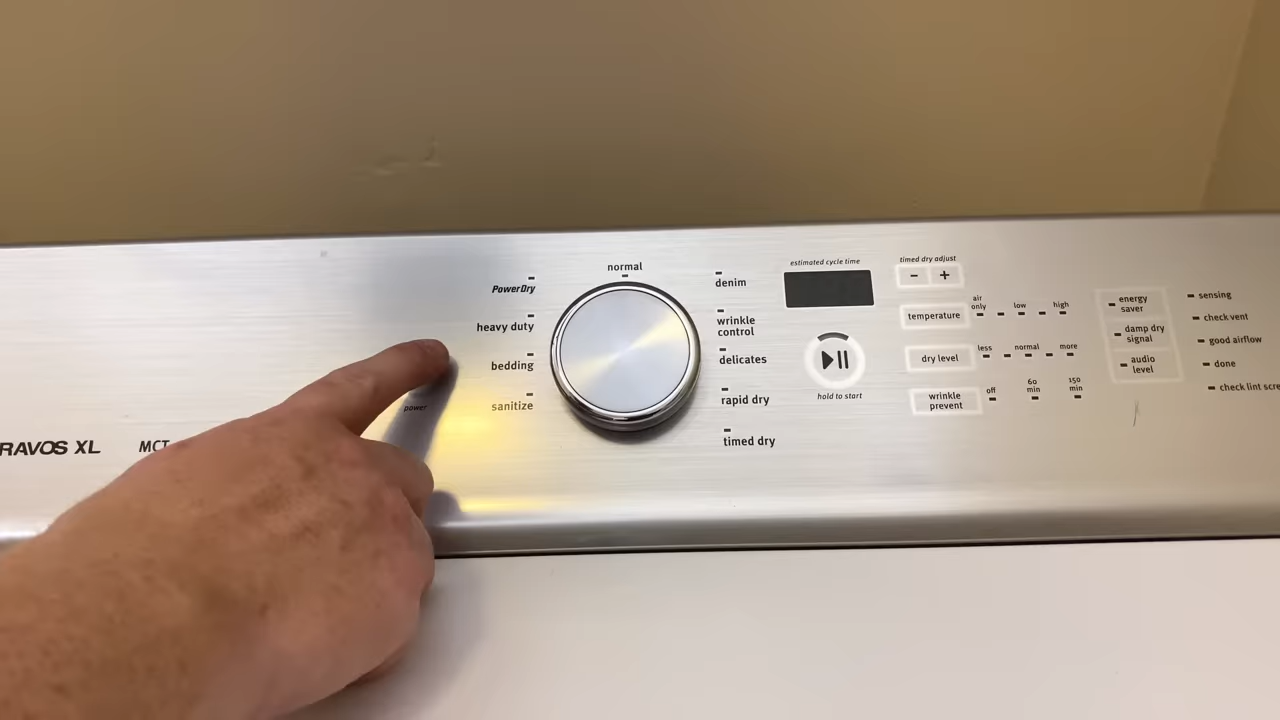 RAVOS XL
MCT
power
PowerDry
heavy duty
bedding
sanitize
normal
denim
wrinkle
control
delicates
rapid dry
timed dry
estimated cycle time
hold to start
timed dry adjust
- +
temperature
air
only
low
high
dry level
less
normal
more
wrinkle
prevent
off
60
min
150
min
energy
saver
damp dry
signal
audio
level
sensing
check vent
good airflow
done
check lint scre